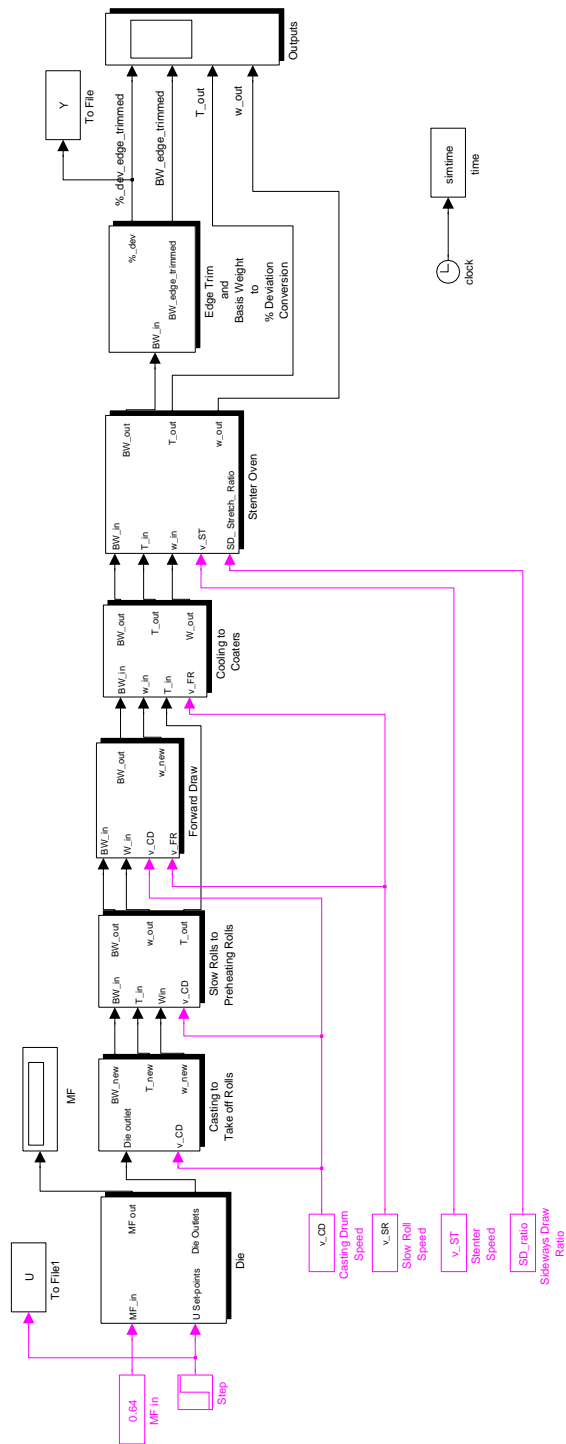 0.64
MF in
Step
U
To File1
MF_in
MF out
U Set-points
Die Outlets
Die
MF
Die outlet
v_CD
BW_new
T_new
w_new
Casting to
Take off Rolls
BW_in
T_in
Win
v_CD
BW_out
w_out
T_out
Slow Rolls to
Preheating Rolls
BW_in
W_in
v_CD
v_FR
BW_out
w_new
Forward Draw
BW_in
w_in
T_in
v_FR
BW_out
T_out
W_out
Cooling to
Coaters
BW_in
T_in
w_in
v_ST
SD_ Stretch_ Ratio
BW_out
T_out
w_out
Stenter Oven
BW_in
%_dev
BW_edge_trimmed
Edge Trim
and
Basis Weight
to
% Deviation
Conversion
Y
To File
%_dev_edge_trimmed
BW_edge_trimmed
T_out
w_out
Outputs
v_CD
Casting Drum
Speed
v_SR
Slow Roll
Speed
v_ST
Stenter
Speed
SD_ratio
Sideways Draw
Ratio
clock
simtime
time